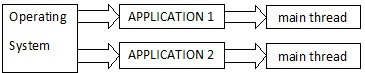 Operating
System
APPLICATION 1
main thread
APPLICATION 2
main thread